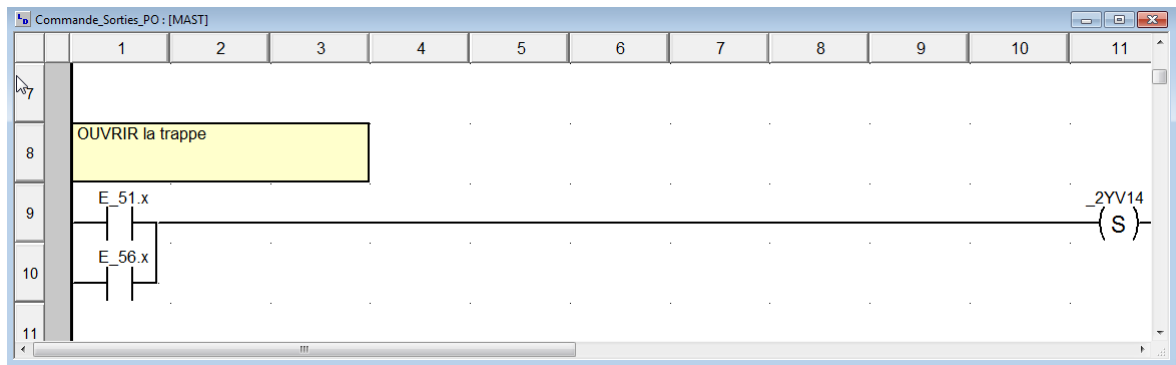 Commande_Sorties_PO : [MAST]
1 2 3 4 5 6 7 8 9 10 11
7
OUVRIR la trappe
8
E_51.x _2YV14
9 S
E_56.x
10
11